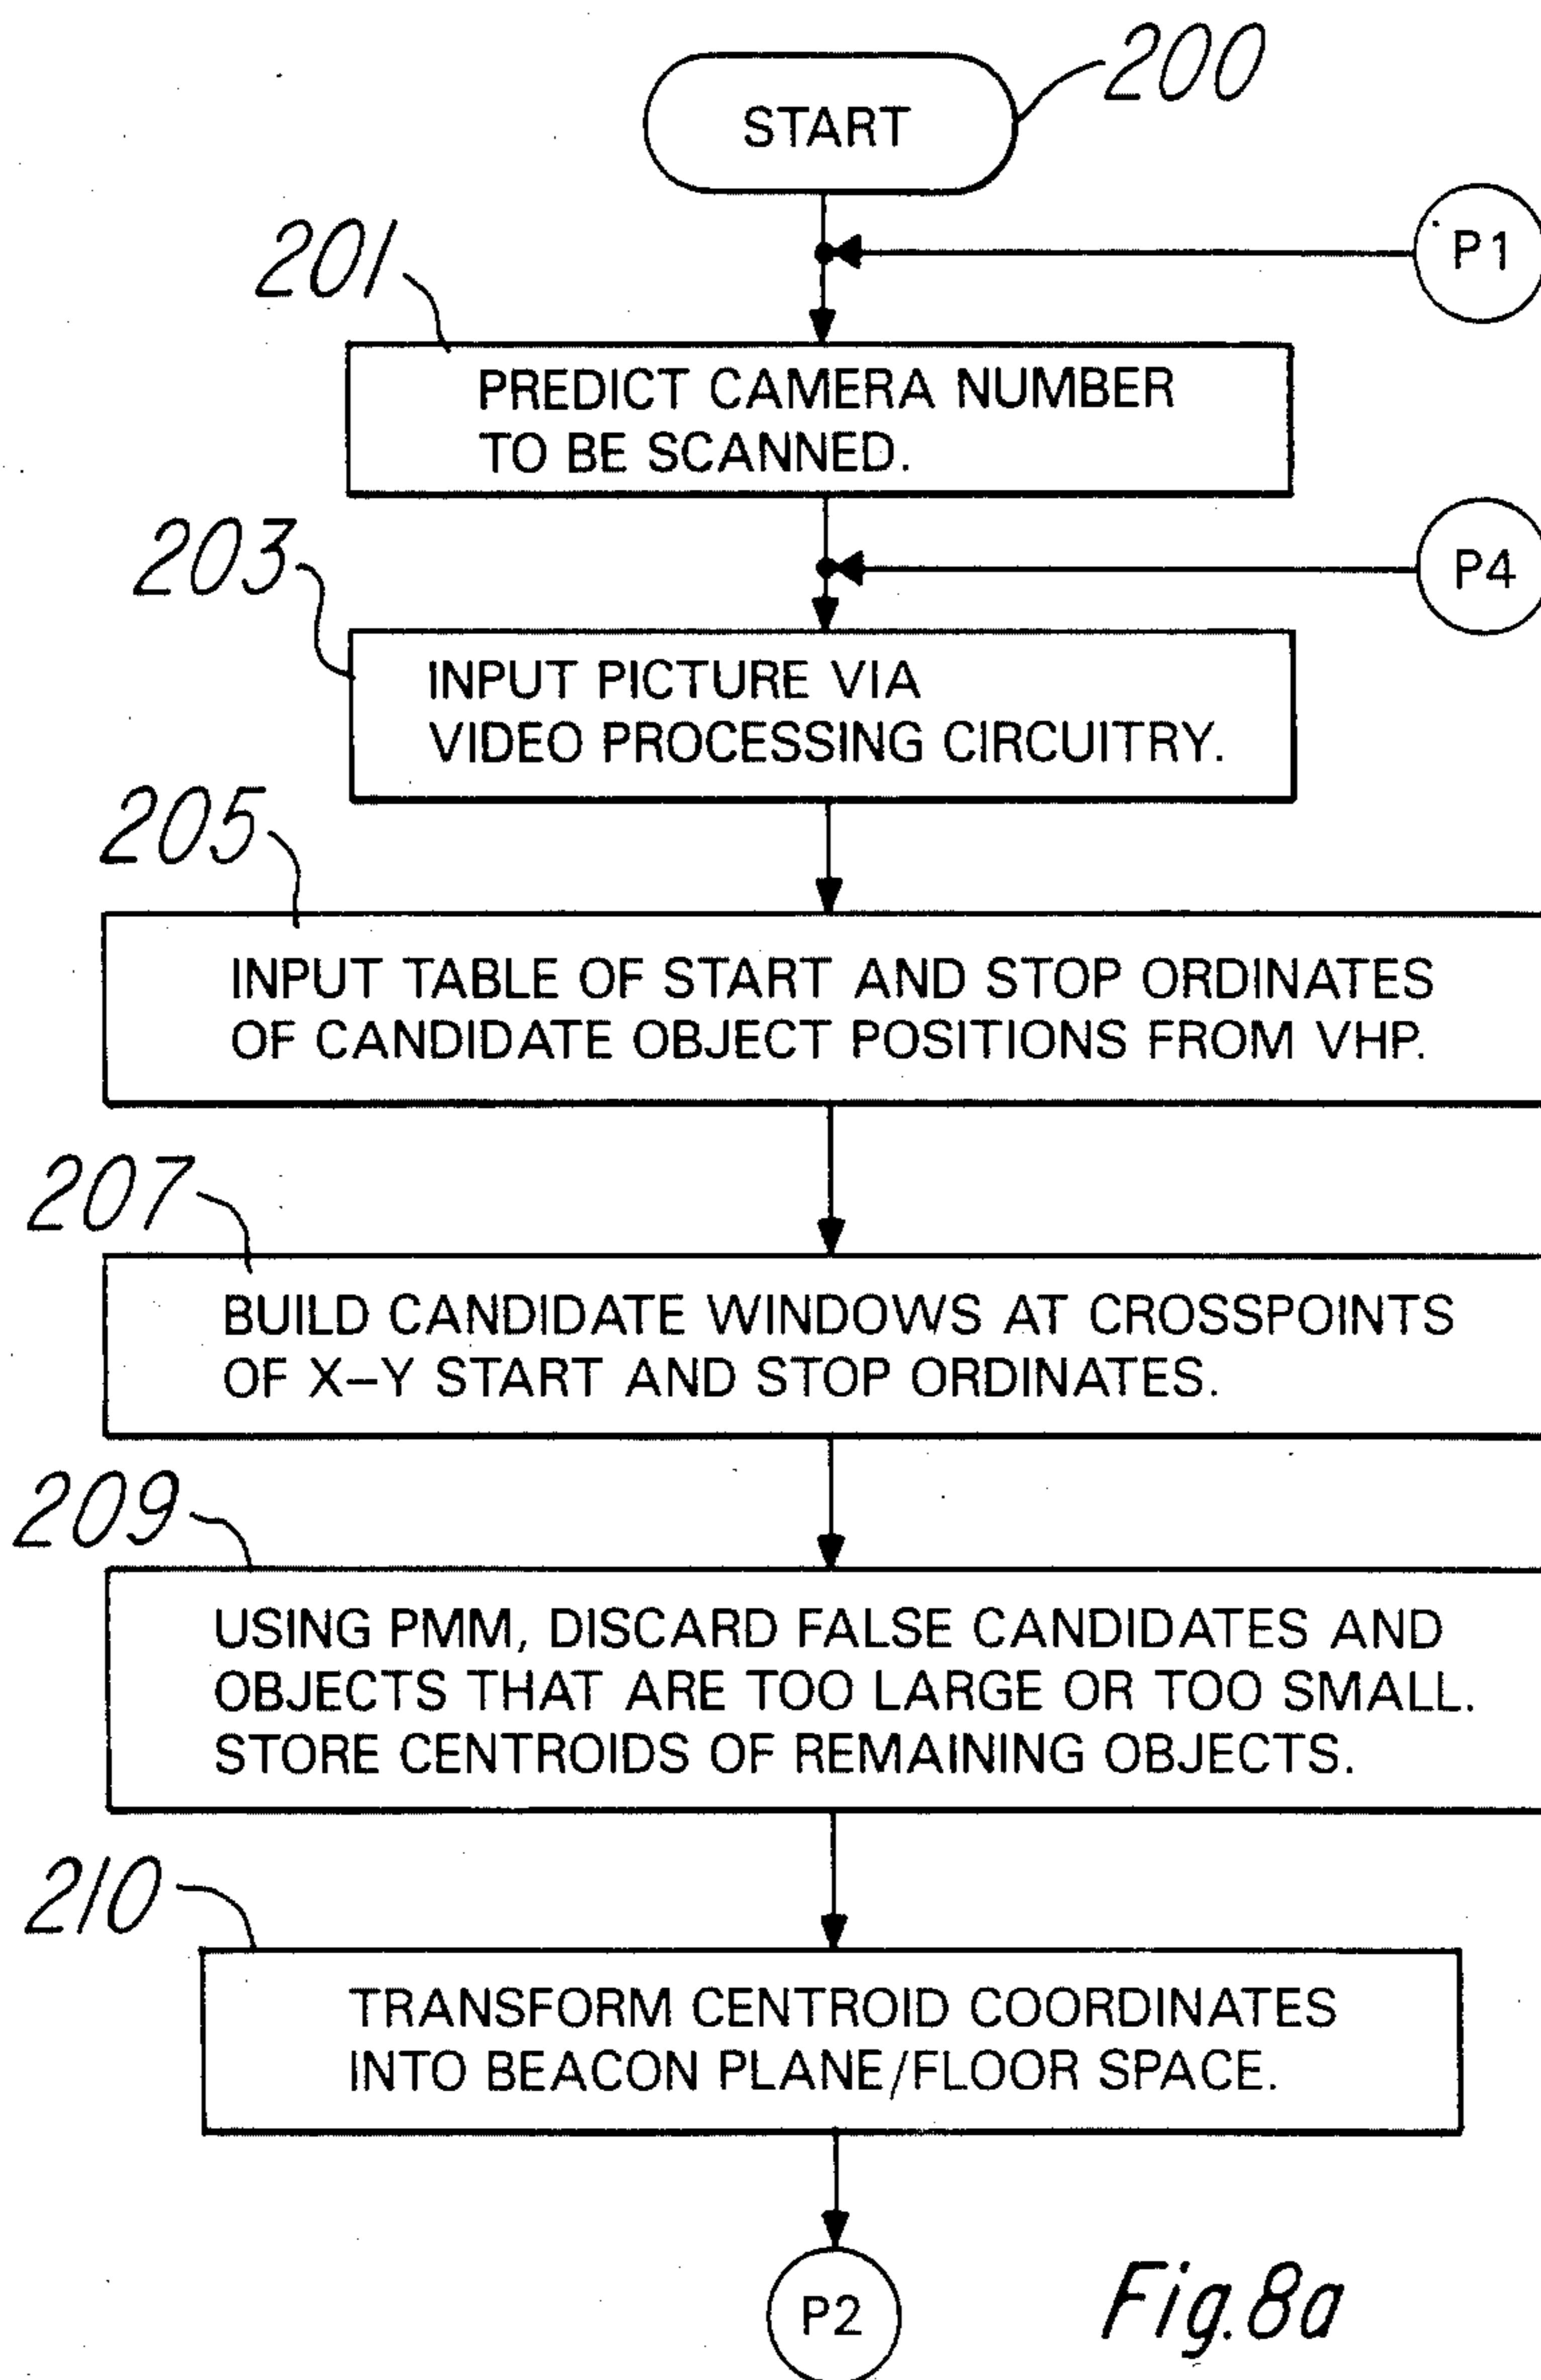 200
START
P1
201
PREDICT CAMERA NUMBER
TO BE SCANNED.
P4
203
INPUT PICTURE VIA
VIDEO PROCESSING CIRCUITRY.
205
INPUT TABLE OF START AND STOP ORDINATES
OF CANDIDATE OBJECT POSITIONS FROM VHP.
207
BUILD CANDIDATE WINDOWS AT CROSSPOINTS
OF X–Y START AND STOP ORDINATES.
209
USING PMM, DISCARD FALSE CANDIDATES AND
OBJECTS THAT ARE TOO LARGE OR TOO SMALL.
STORE CENTROIDS OF REMAINING OBJECTS.
210
TRANSFORM CENTROID COORDINATES
INTO BEACON PLANE/FLOOR SPACE.
P2
Fig.8a